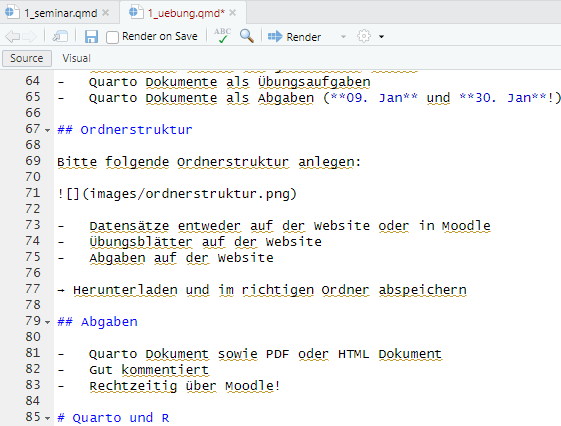 1_seminar.qmd × 1_uebung.qmd* ×
Render on Save ABC Render
Source Visual
64 - Quarto Dokumente als Übungsaufgaben
65 - Quarto Dokumente als Abgaben (**09. Jan** und **30. Jan**!)
66
67 ## Ordnerstruktur
68
69 Bitte folgende Ordnerstruktur anlegen:
70
71 ![](images/ordnerstruktur.png)
72
73 - Datensätze entweder auf der Website oder in Moodle
74 - Übungsblätter auf der Website
75 - Abgaben auf der Website
76
77 → Herunterladen und im richtigen Ordner abspeichern
78
79 ## Abgaben
80
81 - Quarto Dokument sowie PDF oder HTML Dokument
82 - Gut kommentiert
83 - Rechtzeitig über Moodle!
84
85 # Quarto und R